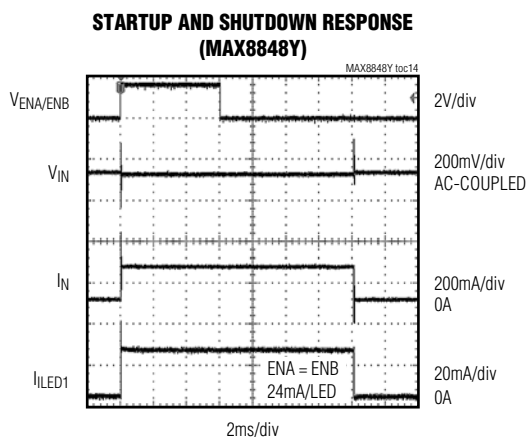 STARTUP AND SHUTDOWN RESPONSE
(MAX8848Y)
MAX8848Y toc14
VENA/ENB
2V/div
VIN
200mV/div
AC-COUPLED
IN
200mA/div
0A
IILED1
ENA = ENB
24mA/LED
20mA/div
0A
2ms/div